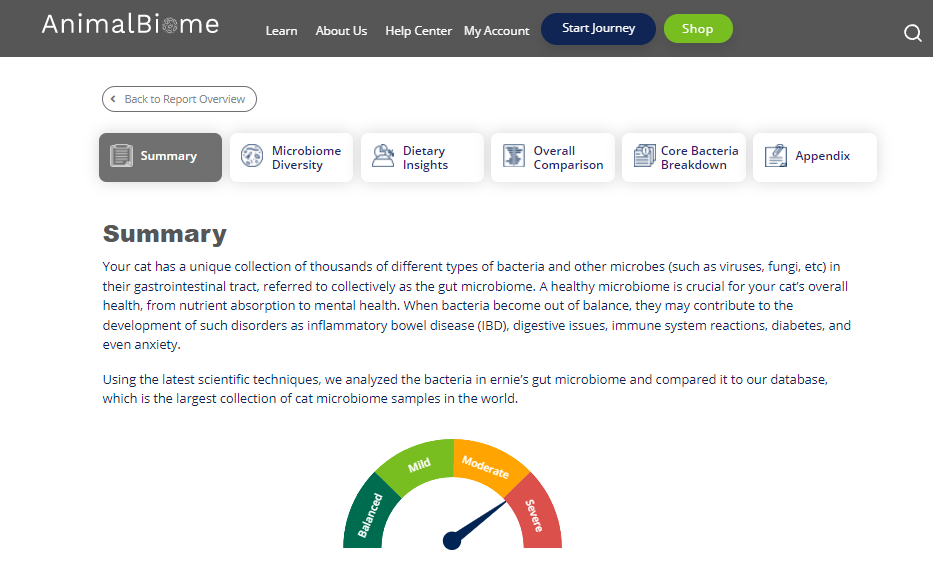 AnimalBiome
Learn About Us Help Center My Account Start Journey Shop
Back to Report Overview
Summary
Microbiome
Diversity
Dietary
Insights
Overall
Comparison
Core Bacteria
Breakdown
Appendix
Summary
Your cat has a unique collection of thousands of different types of bacteria and other microbes (such as viruses, fungi, etc) in
their gastrointestinal tract, referred to collectively as the gut microbiome. A healthy microbiome is crucial for your cat's overall
health, from nutrient absorption to mental health. When bacteria become out of balance, they may contribute to the
development of such disorders as inflammatory bowel disease (IBD), digestive issues, immune system reactions, diabetes, and
even anxiety.
Using the latest scientific techniques, we analyzed the bacteria in ernie's gut microbiome and compared it to our database,
which is the largest collection of cat microbiome samples in the world.
Balanced
Mild
Moderate
Severe